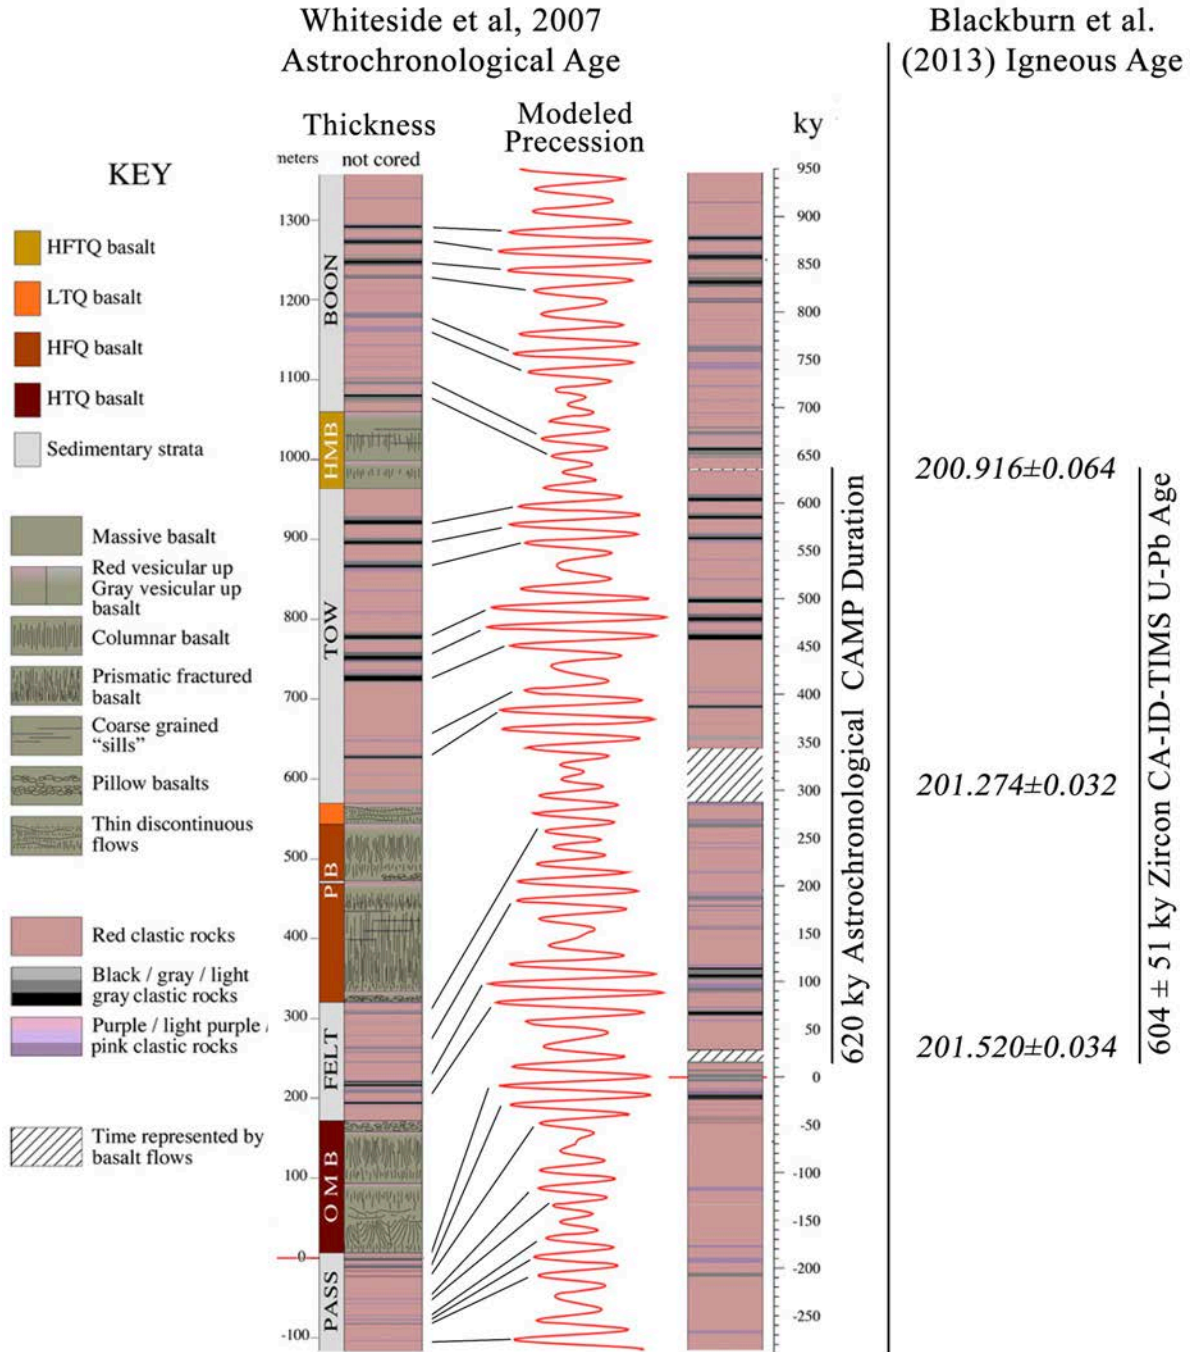 Whiteside et al, 2007
Astrochronological Age
Blackburn et al.
(2013) Igneous Age
KEY
HFTQ basalt
LTQ basalt
HFQ basalt
HTQ basalt
Sedimentary strata
Massive basalt
Red vesicular up
Gray vesicular up
basalt
Columnar basalt
Prismatic fractured
basalt
Coarse grained
“sills”
Pillow basalts
Thin discontinuous
flows
Red clastic rocks
Black / gray / light
gray clastic rocks
Purple / light purple /
pink clastic rocks
Time represented by
basalt flows
Thickness
meters not cored
1300
1200
1100
1000
900
800
700
600
500
400
300
200
100
0
-100
BOON
HMB
TOW
P B
FELT
O M B
PASS
Modeled
Precession
ky
950
900
850
800
750
700
650
600
550
500
450
400
350
300
250
200
150
100
50
0
-50
-100
-150
-200
-250
620 ky Astrochronological CAMP Duration
200.916±0.064
201.274±0.032
201.520±0.034
604 ± 51 ky Zircon CA-ID-TIMS U-Pb Age